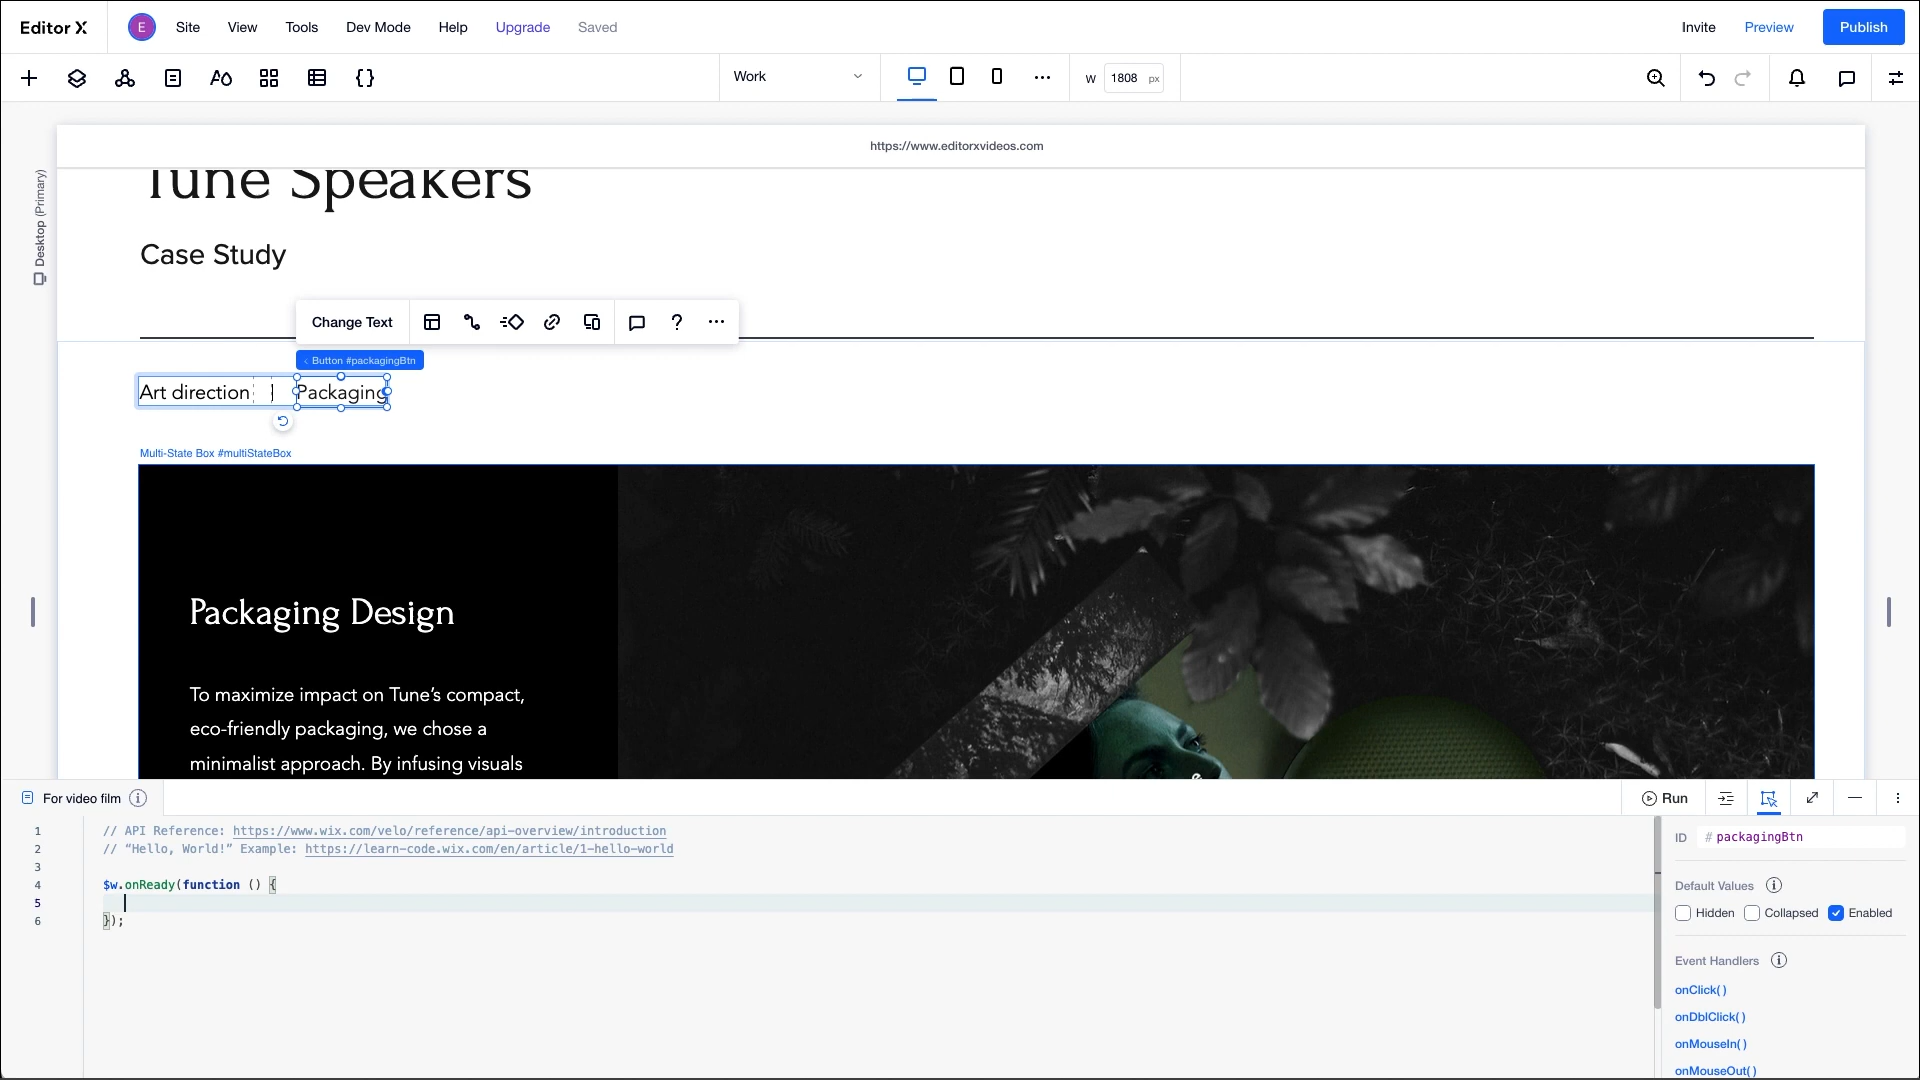 Editor X
E
Site
View
Tools
Dev Mode
Help
Upgrade
Saved
Invite
Preview
Publish
Work
W 1808 px
https://www.editorxvideos.com
Desktop (Primary)
Tune Speakers
Case Study
Change Text
?
Button #packagingBtn
Art direction | Packaging
Multi-State Box #multiStateBox
Packaging Design
To maximize impact on Tune’s compact,
eco-friendly packaging, we chose a
minimalist approach. By infusing visuals
For video film
Run
1 // API Reference: https://www.wix.com/velo/reference/api-overview/introduction
2 // “Hello, World!” Example: https://learn-code.wix.com/en/article/1-hello-world
3
4 $w.onReady(function () {
5
6 });
ID # packagingBtn
Default Values
Hidden Collapsed Enabled
Event Handlers
onClick( )
onDblClick( )
onMouseIn( )
onMouseOut( )